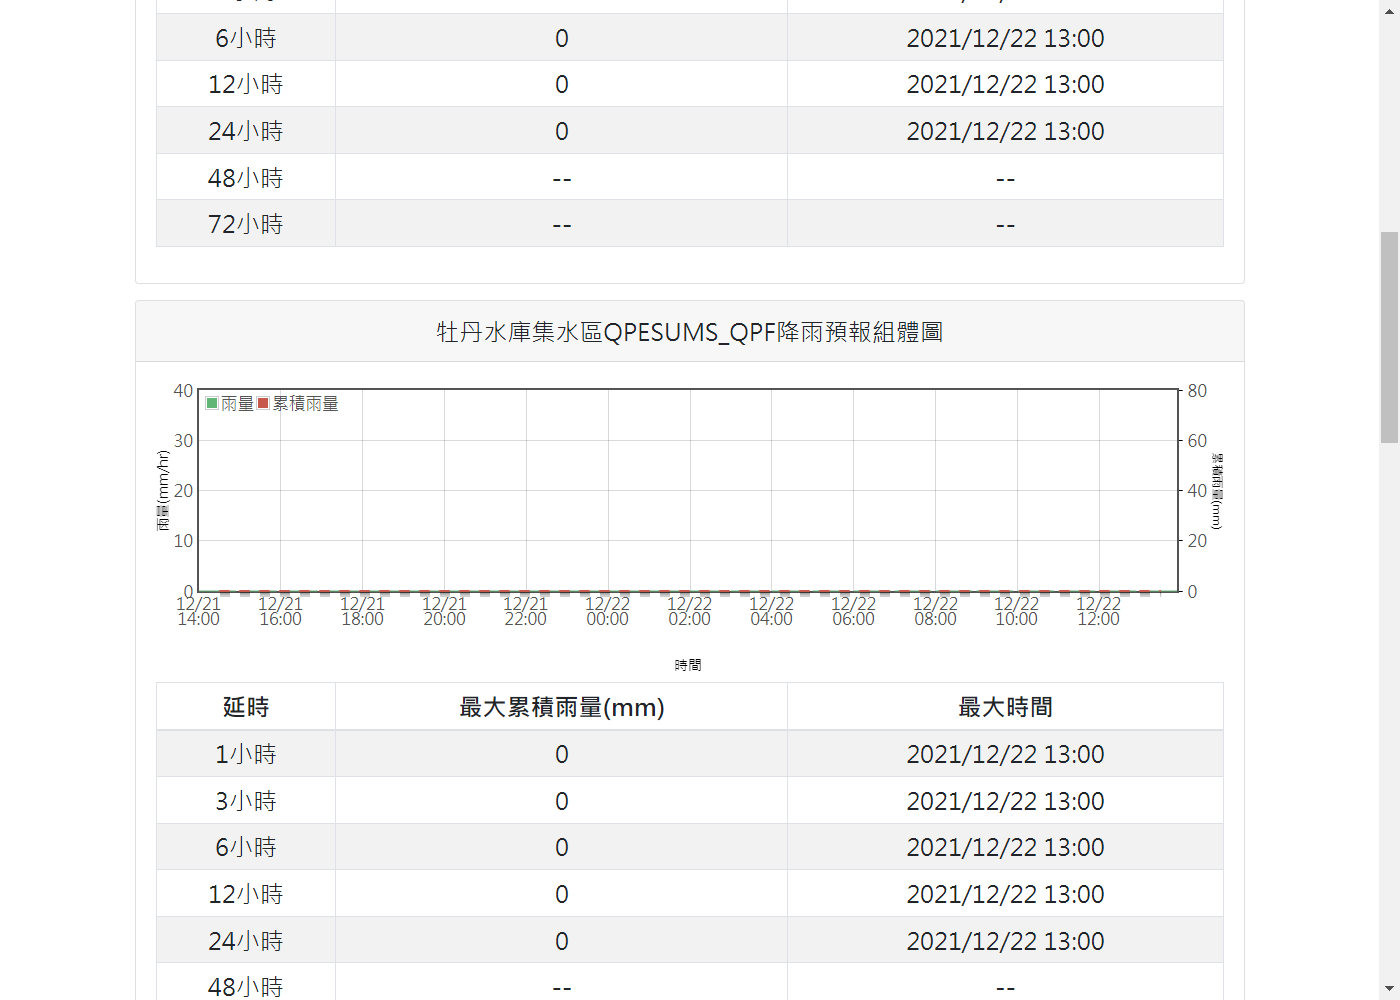 6小時 0 2021/12/22 13:00
12小時 0 2021/12/22 13:00
24小時 0 2021/12/22 13:00
48小時 -- --
72小時 -- --
牡丹水庫集水區QPESUMS_QPF降雨預報組體圖
雨量 累積雨量
40
30
20
10
0
雨量(mm/hr)
80
60
40
20
0
累積雨量(mm)
12/21 12/21 12/21 12/21 12/21 12/22 12/22 12/22 12/22 12/22 12/22 12/22
14:00 16:00 18:00 20:00 22:00 00:00 02:00 04:00 06:00 08:00 10:00 12:00
時間
延時 最大累積雨量(mm) 最大時間
1小時 0 2021/12/22 13:00
3小時 0 2021/12/22 13:00
6小時 0 2021/12/22 13:00
12小時 0 2021/12/22 13:00
24小時 0 2021/12/22 13:00
48小時 -- --